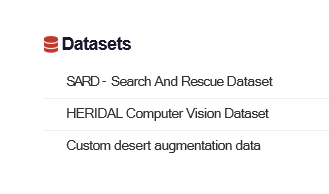 Datasets
SARD - Search And Rescue Dataset
HERIDAL Computer Vision Dataset
Custom desert augmentation data